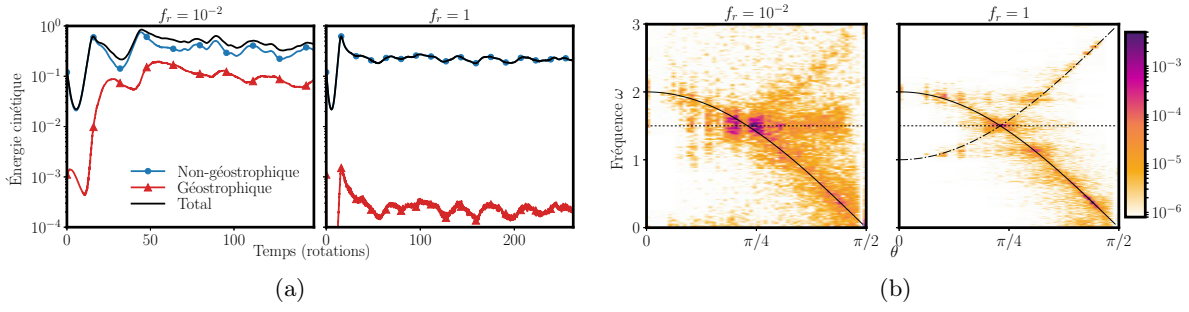 f_r = 10^{-2}
f_r = 1
10^0
10^{-1}
10^{-2}
10^{-3}
10^{-4}
Énergie cinétique
Non-géostrophique
Géostrophique
Total
0
50
100
0
100
200
Temps (rotations)
(a)
f_r = 10^{-2}
f_r = 1
3
2
1
0
Fréquence ω
0
π/4
π/2
0
π/4
π/2
θ
10^{-3}
10^{-4}
10^{-5}
10^{-6}
(b)